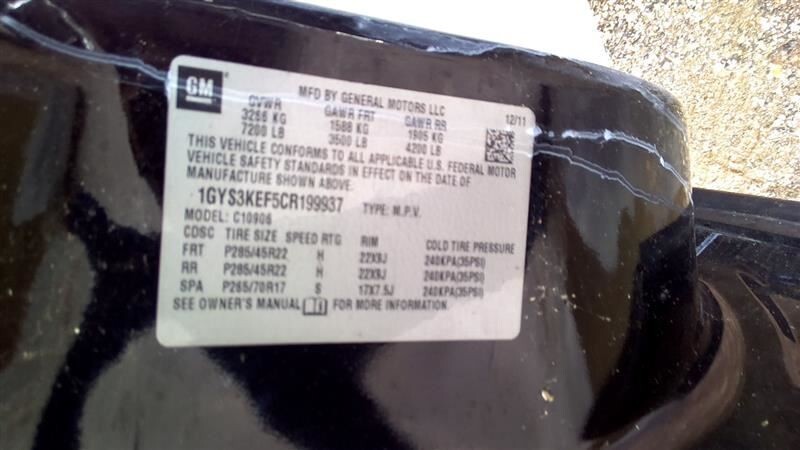 GM
MFD BY GENERAL MOTORS LLC
GVWR GAWR FRT GAWR RR 12/11
3266 KG 1588 KG 1905 KG
7200 LB 3500 LB 4200 LB
THIS VEHICLE CONFORMS TO ALL APPLICABLE U.S. FEDERAL MOTOR
VEHICLE SAFETY STANDARDS IN EFFECT ON THE DATE OF
MANUFACTURE SHOWN ABOVE.
1GYS3KEF5CR199937 TYPE: M.P.V.
MODEL: C10906
CDSC TIRE SIZE SPEED RTG RIM COLD TIRE PRESSURE
FRT P285/45R22 H 22X9J 240KPA(35PSI)
RR P285/45R22 H 22X9J 240KPA(35PSI)
SPA P265/70R17 S 17X7.5J 240KPA(35PSI)
SEE OWNER'S MANUAL FOR MORE INFORMATION.